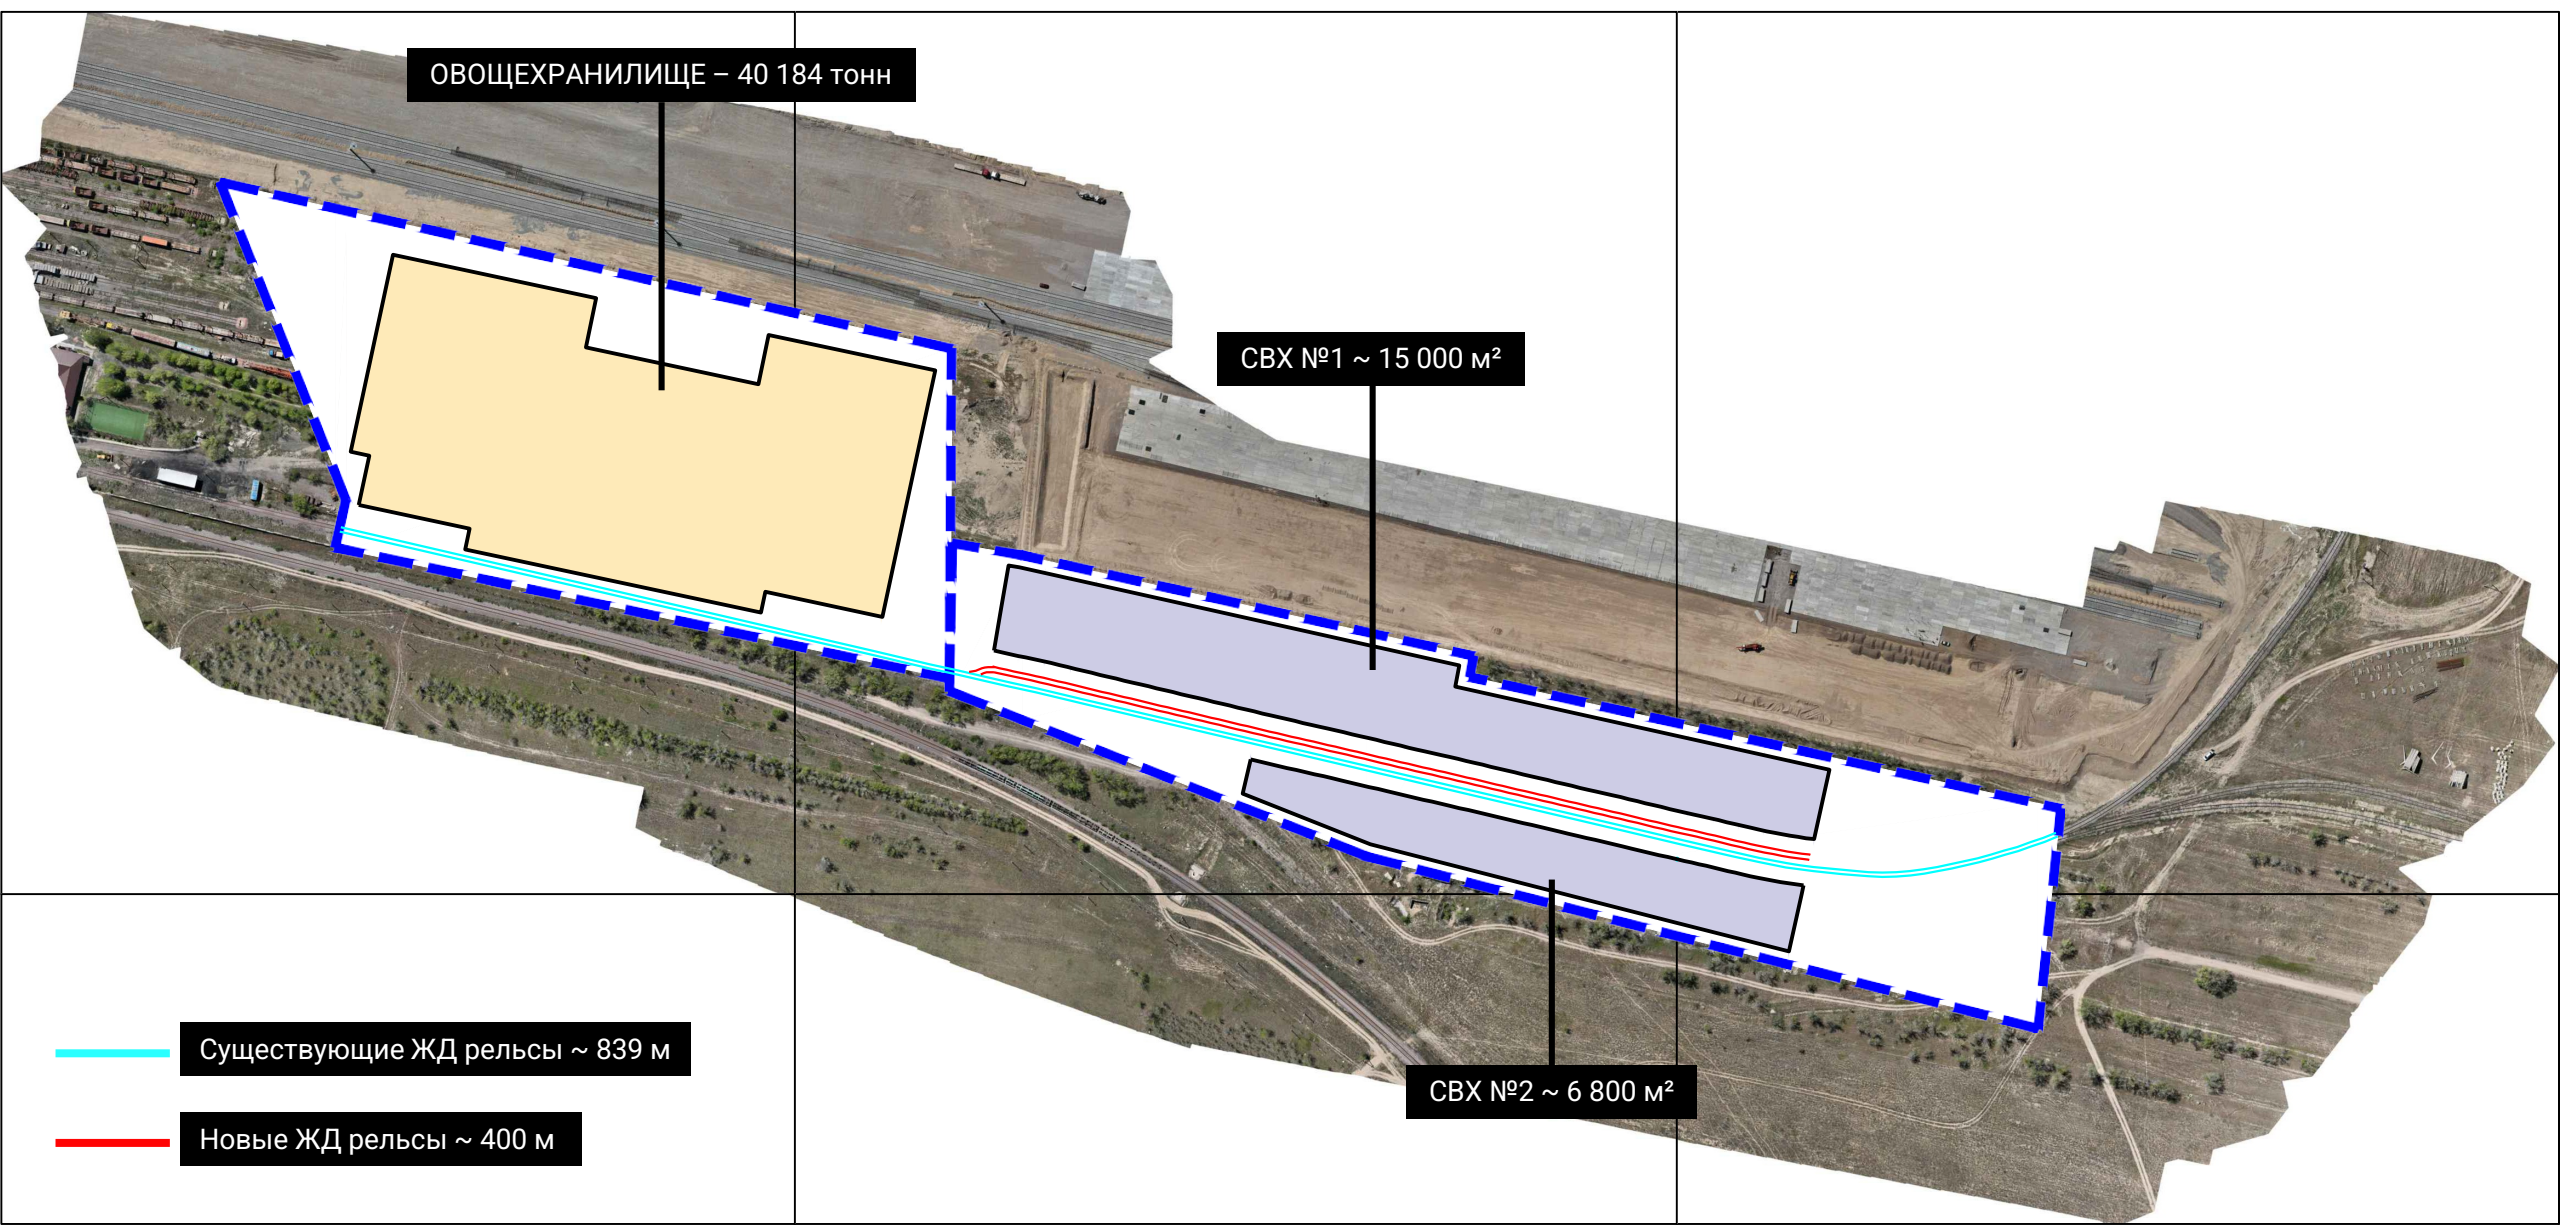 ОВОЩЕХРАНИЛИЩЕ – 40 184 тонн
СВХ №1 ~ 15 000 м²
СВХ №2 ~ 6 800 м²
Существующие ЖД рельсы ~ 839 м
Новые ЖД рельсы ~ 400 м